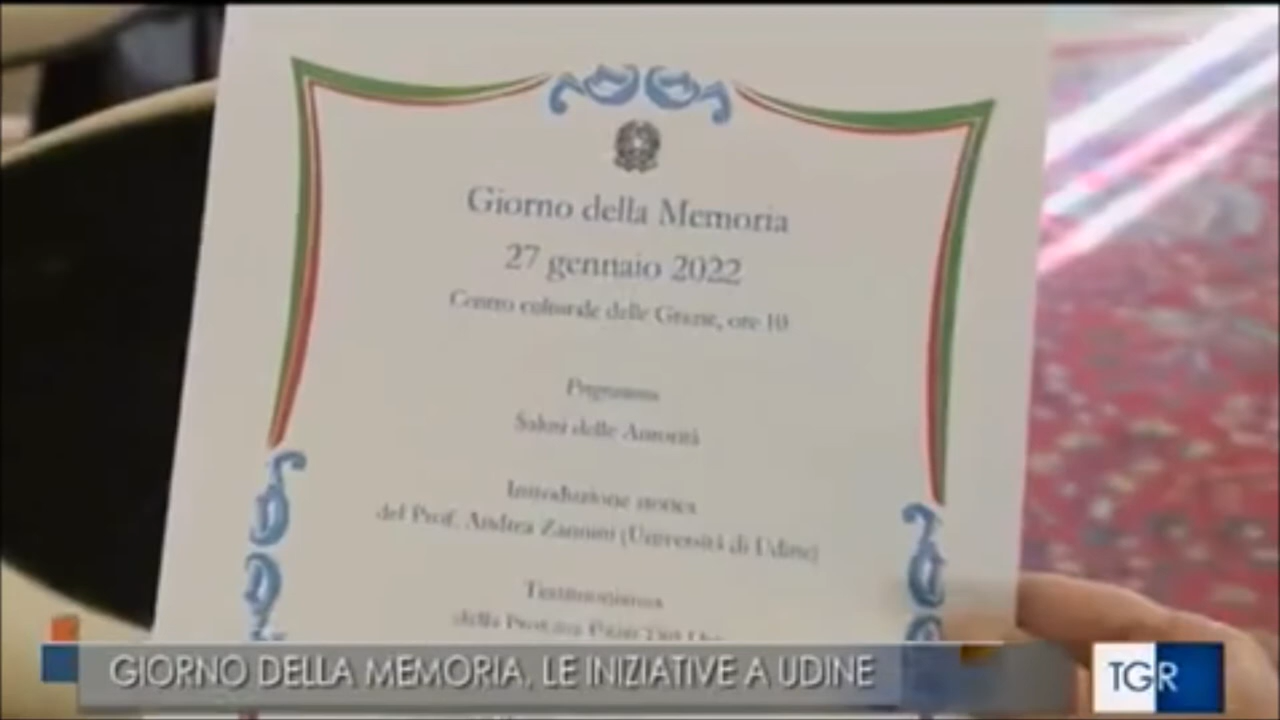 Giorno della Memoria
27 gennaio 2022
Centro culturale delle Grazie, ore 10
Programma
Saluti delle Autorità
Introduzione storica
del Prof. Andrea Zannini (Università di Udine)
Testimonianza
della
GIORNO DELLA MEMORIA, LE INIZIATIVE A UDINE
TGR